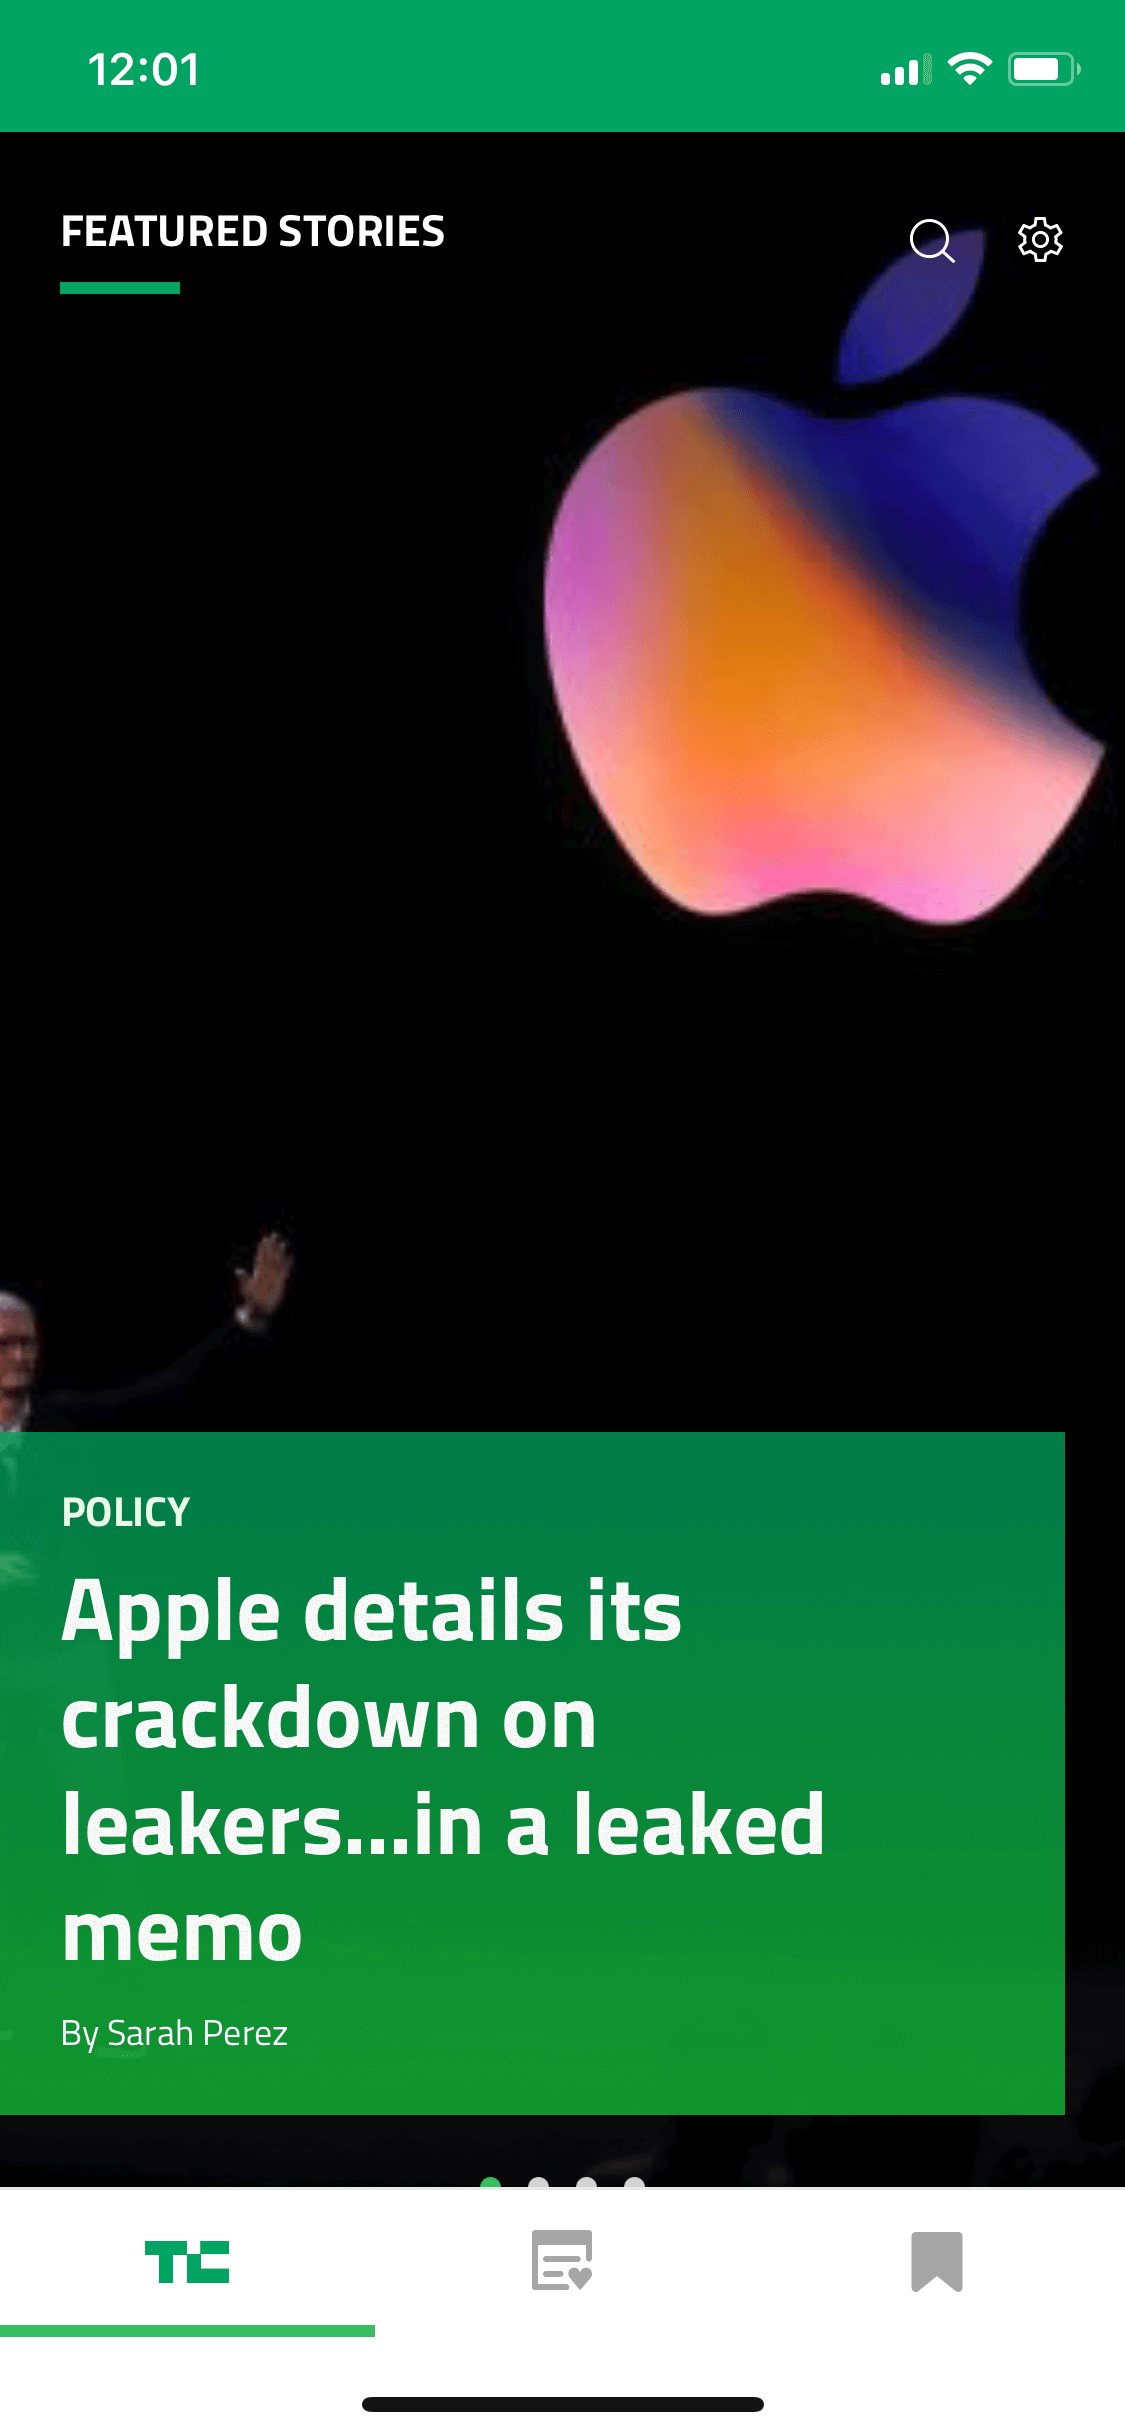 12:01
FEATURED STORIES
POLICY
Apple details its
crackdown on
leakers...in a leaked
memo
By Sarah Perez
TC